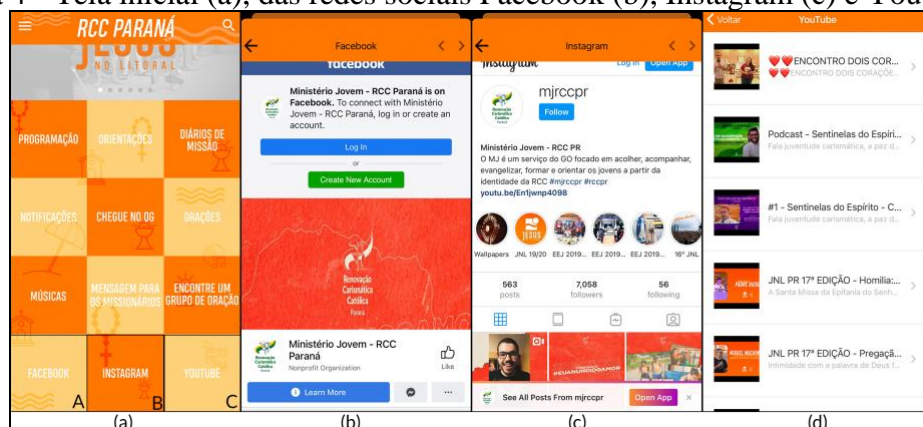 Tela inicial (a), das redes sociais Facebook (b), Instagram (c) e You
RCC PARANÁ
JESUS
NO LITORAL
PROGRAMAÇÃO
ORIENTAÇÕES
DIÁRIOS DE
MISSÃO
NOTIFICAÇÕES
CHEGUE NO OG
ORAÇÕES
MÚSICAS
MENSAGEM PARA
OS MISSIONÁRIOS
ENCONTRE UM
GRUPO DE ORAÇÃO
FACEBOOK
INSTAGRAM
YOUTUBE
A
B
C
(a)
Facebook
facebook
Ministério Jovem - RCC Paraná is on
Facebook. To connect with Ministério
Jovem - RCC Paraná, log in or create an
account.
Log In
or
Create New Account
Renovação
Carismática
Católica
Paraná
Ministério Jovem - RCC
Paraná
Nonprofit Organization
Like
Learn More
(b)
Instagram
Instagram
Log In
Open App
mjrccpr
Follow
Ministério Jovem - RCC PR
O MJ é um serviço do GO focado em acolher, acompanhar,
evangelizar, formar e orientar os jovens a partir da
identidade da RCC #mjrccpr #rccpr
youtu.be/En1jwnp4098
JESUS
Wallpapers
JNL 19/20
EEJ 2019...
EEJ 2019...
16º JNL
563
posts
7,058
followers
56
following
#EUANUNCIOOAMOR
See All Posts From mjrccpr
Open App
(c)
Voltar
YouTube
❤️❤️ENCONTRO DOIS COR...
❤️❤️ENCONTRO DOIS CORAÇÕE...
Podcast - Sentinelas do Espíri...
Fala juventude carismática, a paz d...
#1 - Sentinelas do Espírito - C...
Fala juventude carismática, a paz d...
JNL PR 17ª EDIÇÃO - Homilia:...
A Santa Missa da Epifania do Senh...
JNL PR 17ª EDIÇÃO - Pregaçã...
Intimidade com a palavra de Deus f...
(d)